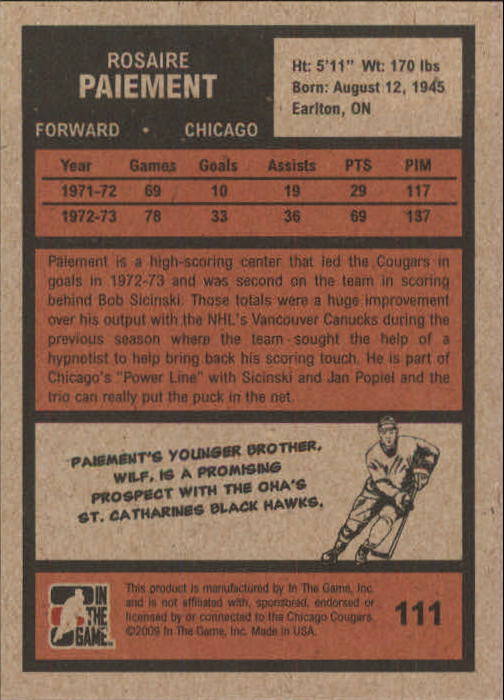 ROSAIRE
PAIEMENT
FORWARD • CHICAGO
Ht: 5'11" Wt: 170 lbs
Born: August 12, 1945
Earlton, ON
Year Games Goals Assists PTS PIM
1971-72 69 10 19 29 117
1972-73 78 33 36 69 137
Paiement is a high-scoring center that led the Cougars in
goals in 1972-73 and was second on the team in scoring
behind Bob Sicinski. Those totals were a huge improvement
over his output with the NHL's Vancouver Canucks during the
previous season where the team sought the help of a
hypnotist to help bring back his scoring touch. He is part of
Chicago's "Power Line" with Sicinski and Jan Popiel and the
trio can really put the puck in the net.
PAIEMENT'S YOUNGER BROTHER,
WILF, IS A PROMISING
PROSPECT WITH THE OHA'S
ST. CATHARINES BLACK HAWKS.
IN
THE
GAME
This product is manufactured by In The Game, Inc.
and is not affiliated with, sponsored, endorsed or
licensed by or connected to the Chicago Cougars.
©2009 In The Game, Inc. Made in USA.
111